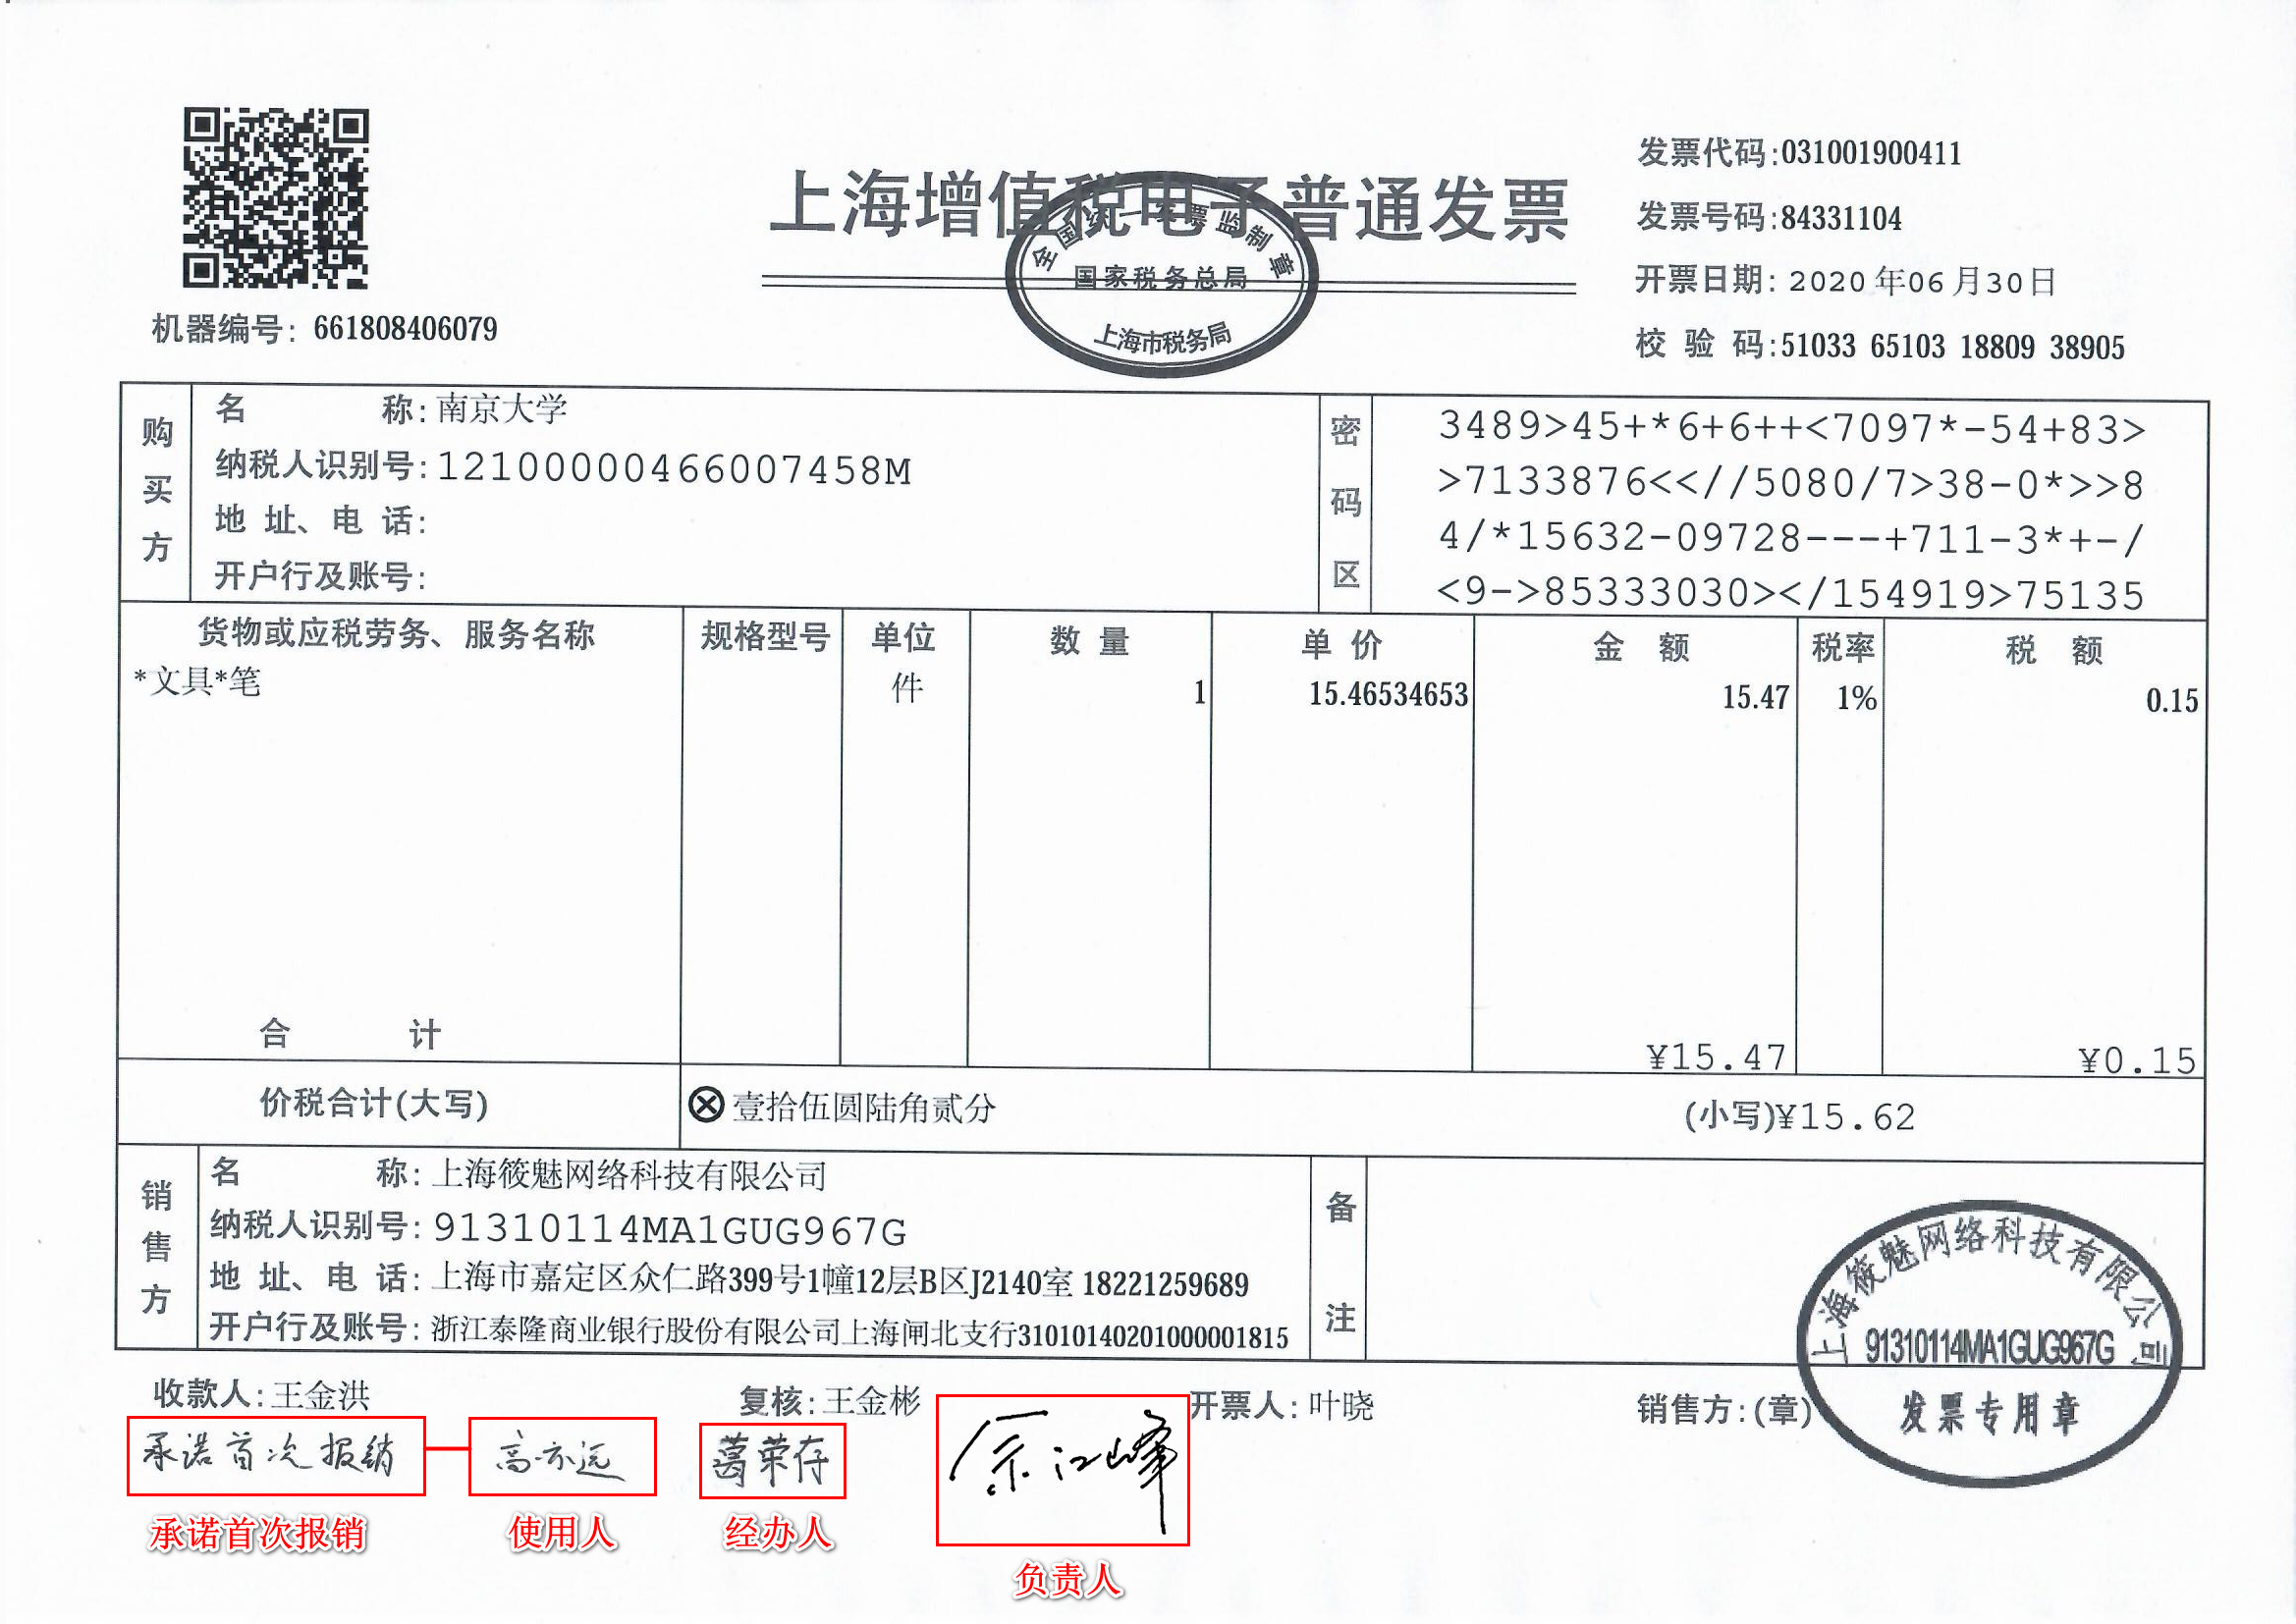 上海增值税电子普通发票
全国统一发票监制章
国家税务总局
上海市税务局
机器编号: 661808406079
发票代码:031001900411
发票号码:84331104
开票日期: 2020年06月30日
校 验 码:51033 65103 18809 38905
购买方
名 称: 南京大学
纳税人识别号: 12100000466007458M
地 址、电 话:
开户行及账号:
密码区
3489>45+*6+6++<7097*-54+83>
>7133876<<//5080/7>38-0*>>8
4/*15632-09728---+711-3*+-/
<9->85333030></154919>75135
货物或应税劳务、服务名称 规格型号 单位 数 量 单 价 金 额 税率 税 额
*文具*笔 件 1 15.46534653 15.47 1% 0.15
合 计 ¥15.47 ¥0.15
价税合计(大写) ⊗壹拾伍圆陆角贰分 (小写)¥15.62
销售方
名 称: 上海筱魅网络科技有限公司
纳税人识别号: 91310114MA1GUG967G
地 址、电 话: 上海市嘉定区众仁路399号1幢12层B区J2140室 18221259689
开户行及账号: 浙江泰隆商业银行股份有限公司上海闸北支行31010140201000001815
备注
上海筱魅网络科技有限公司
91310114MA1GUG967G
发票专用章
收款人: 王金洪 复核: 王金彬 开票人: 叶晓 销售方: (章)
承诺首次报销 高亦远 葛荣存 余江峰
承诺首次报销 使用人 经办人 负责人